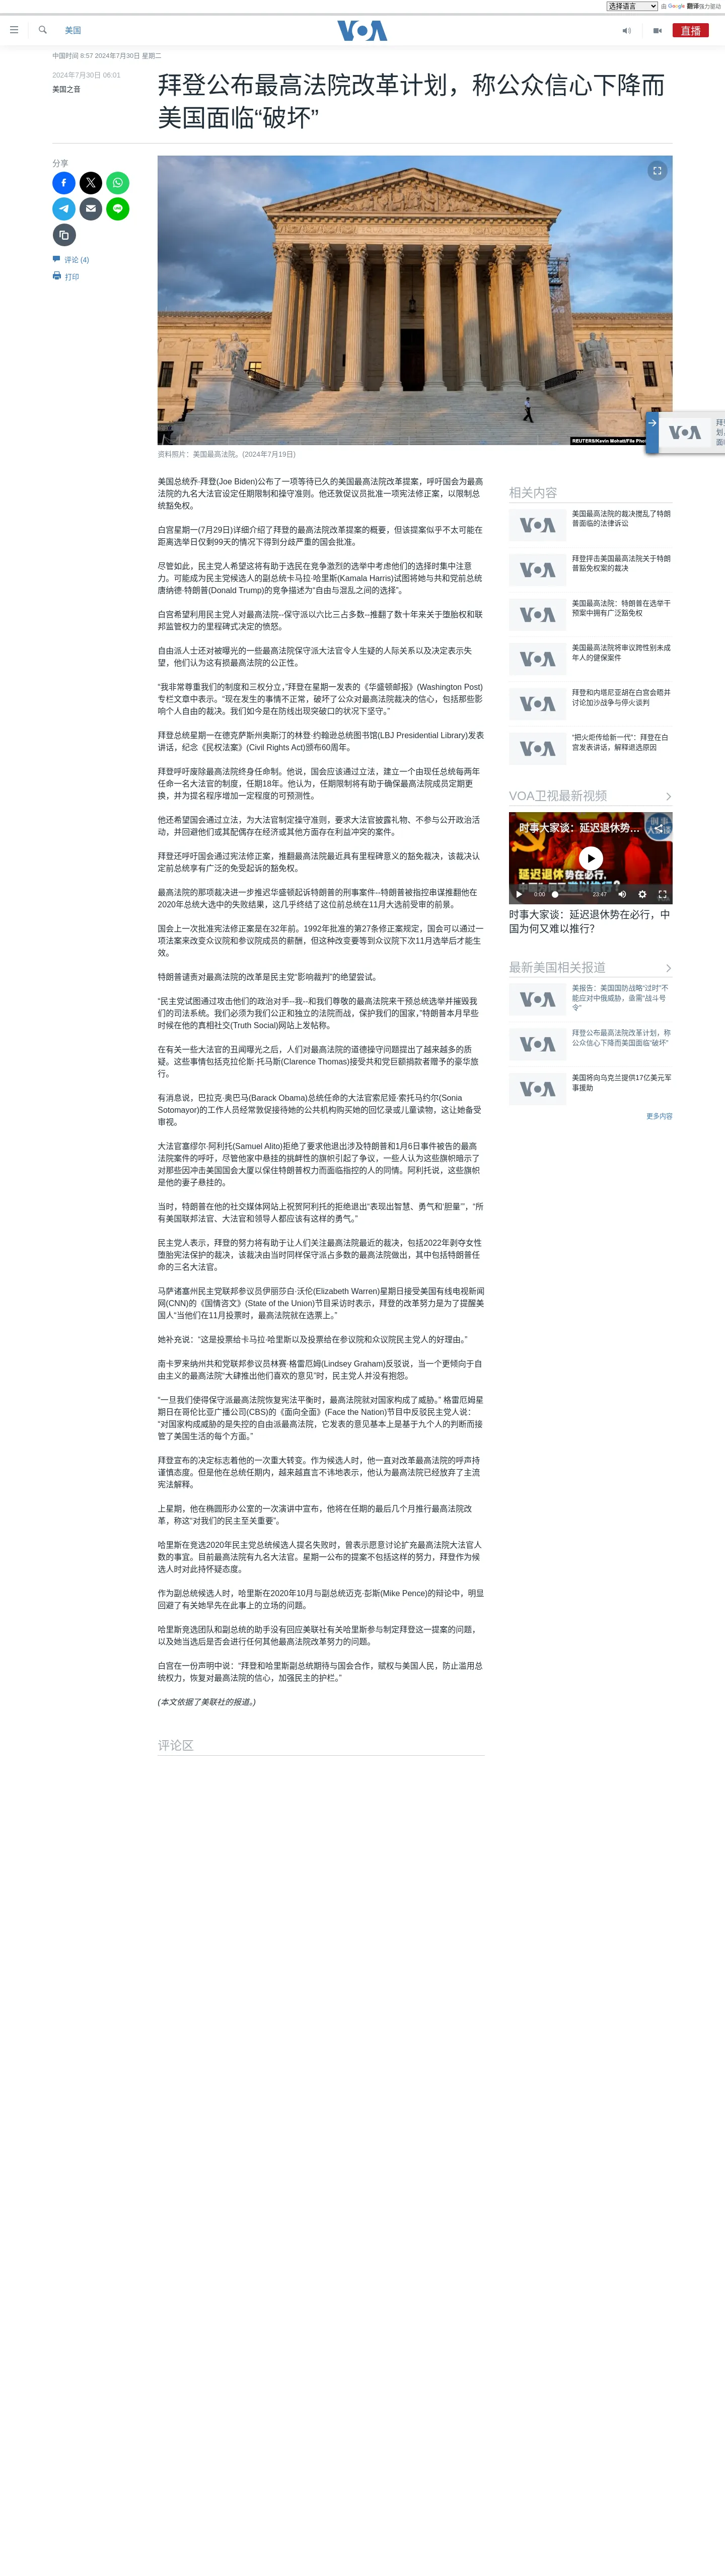 选择语言
由 Google 翻译强力驱动
美国
VOA
直播
中国时间 8:57 2024年7月30日 星期二
2024年7月30日 06:01
美国之音
拜登公布最高法院改革计划，称公众信心下降而
美国面临“破坏”
分享
评论 (4)
打印
资料照片：美国最高法院。(2024年7月19日)
美国总统乔·拜登(Joe Biden)公布了一项等待已久的美国最高法院改革提案，呼吁国会为最高
法院的九名大法官设定任期限制和操守准则。他还敦促议员批准一项宪法修正案，以限制总
统豁免权。
白宫星期一(7月29日)详细介绍了拜登的最高法院改革提案的概要，但该提案似乎不太可能在
距离选举日仅剩99天的情况下得到分歧严重的国会批准。
尽管如此，民主党人希望这将有助于选民在竞争激烈的选举中考虑他们的选择时集中注意
力。可能成为民主党候选人的副总统卡马拉·哈里斯(Kamala Harris)试图将她与共和党前总统
唐纳德·特朗普(Donald Trump)的竞争描述为“自由与混乱之间的选择”。
白宫希望利用民主党人对最高法院--保守派以六比三占多数--推翻了数十年来关于堕胎权和联
邦监管权力的里程碑式决定的愤怒。
自由派人士还对被曝光的一些最高法院保守派大法官令人生疑的人际关系以及决定表示失
望，他们认为这有损最高法院的公正性。
“我非常尊重我们的制度和三权分立，”拜登在星期一发表的《华盛顿邮报》(Washington Post)
专栏文章中表示。“现在发生的事情不正常，破坏了公众对最高法院裁决的信心，包括那些影
响个人自由的裁决。我们如今是在防线出现突破口的状况下坚守。”
拜登总统星期一在德克萨斯州奥斯汀的林登·约翰逊总统图书馆(LBJ Presidential Library)发表
讲话，纪念《民权法案》(Civil Rights Act)颁布60周年。
拜登呼吁废除最高法院终身任命制。他说，国会应该通过立法，建立一个由现任总统每两年
任命一名大法官的制度，任期18年。他认为，任期限制将有助于确保最高法院成员定期更
换，并为提名程序增加一定程度的可预测性。
他还希望国会通过立法，为大法官制定操守准则，要求大法官披露礼物、不参与公开政治活
动，并回避他们或其配偶存在经济或其他方面存在利益冲突的案件。
拜登还呼吁国会通过宪法修正案，推翻最高法院最近具有里程碑意义的豁免裁决，该裁决认
定前总统享有广泛的免受起诉的豁免权。
最高法院的那项裁决进一步推迟华盛顿起诉特朗普的刑事案件--特朗普被指控串谋推翻他在
2020年总统大选中的失败结果，这几乎终结了这位前总统在11月大选前受审的前景。
国会上一次批准宪法修正案是在32年前。1992年批准的第27条修正案规定，国会可以通过一
项法案来改变众议院和参议院成员的薪酬，但这种改变要等到众议院下次11月选举后才能生
效。
特朗普谴责对最高法院的改革是民主党“影响裁判”的绝望尝试。
“民主党试图通过攻击他们的政治对手--我--和我们尊敬的最高法院来干预总统选举并摧毁我
们的司法系统。我们必须为我们公正和独立的法院而战，保护我们的国家，”特朗普本月早些
时候在他的真相社交(Truth Social)网站上发帖称。
在有关一些大法官的丑闻曝光之后，人们对最高法院的道德操守问题提出了越来越多的质
疑。这些事情包括克拉伦斯·托马斯(Clarence Thomas)接受共和党巨额捐款者赠予的豪华旅
行。
有消息说，巴拉克·奥巴马(Barack Obama)总统任命的大法官索尼娅·索托马约尔(Sonia
Sotomayor)的工作人员经常敦促接待她的公共机构购买她的回忆录或儿童读物，这让她备受
审视。
大法官塞缪尔·阿利托(Samuel Alito)拒绝了要求他退出涉及特朗普和1月6日事件被告的最高
法院案件的呼吁，尽管他家中悬挂的挑衅性的旗帜引起了争议，一些人认为这些旗帜暗示了
对那些因冲击美国国会大厦以保住特朗普权力而面临指控的人的同情。阿利托说，这些旗帜
是他的妻子悬挂的。
当时，特朗普在他的社交媒体网站上祝贺阿利托的拒绝退出“表现出智慧、勇气和‘胆量’”，“所
有美国联邦法官、大法官和领导人都应该有这样的勇气。”
民主党人表示，拜登的努力将有助于让人们关注最高法院最近的裁决，包括2022年剥夺女性
堕胎宪法保护的裁决，该裁决由当时同样保守派占多数的最高法院做出，其中包括特朗普任
命的三名大法官。
马萨诸塞州民主党联邦参议员伊丽莎白·沃伦(Elizabeth Warren)星期日接受美国有线电视新闻
网(CNN)的《国情咨文》(State of the Union)节目采访时表示，拜登的改革努力是为了提醒美
国人“当他们在11月投票时，最高法院就在选票上。”
她补充说：“这是投票给卡马拉·哈里斯以及投票给在参议院和众议院民主党人的好理由。”
南卡罗来纳州共和党联邦参议员林赛·格雷厄姆(Lindsey Graham)反驳说，当一个更倾向于自
由主义的最高法院“大肆推出他们喜欢的意见”时，民主党人并没有抱怨。
“一旦我们使得保守派最高法院恢复宪法平衡时，最高法院就对国家构成了威胁。” 格雷厄姆星
期日在哥伦比亚广播公司(CBS)的《面向全面》(Face the Nation)节目中反驳民主党人说：
“对国家构成威胁的是失控的自由派最高法院，它发表的意见基本上是基于九个人的判断而接
管了美国生活的每个方面。”
拜登宣布的决定标志着他的一次重大转变。作为候选人时，他一直对改革最高法院的呼声持
谨慎态度。但是他在总统任期内，越来越直言不讳地表示，他认为最高法院已经放弃了主流
宪法解释。
上星期，他在椭圆形办公室的一次演讲中宣布，他将在任期的最后几个月推行最高法院改
革，称这“对我们的民主至关重要”。
哈里斯在竞选2020年民主党总统候选人提名失败时，曾表示愿意讨论扩充最高法院大法官人
数的事宜。目前最高法院有九名大法官。星期一公布的提案不包括这样的努力，拜登作为候
选人时对此持怀疑态度。
作为副总统候选人时，哈里斯在2020年10月与副总统迈克·彭斯(Mike Pence)的辩论中，明显
回避了有关她早先在此事上的立场的问题。
哈里斯竞选团队和副总统的助手没有回应美联社有关哈里斯参与制定拜登这一提案的问题，
以及她当选后是否会进行任何其他最高法院改革努力的问题。
白宫在一份声明中说：“拜登和哈里斯副总统期待与国会合作，赋权与美国人民，防止滥用总
统权力，恢复对最高法院的信心，加强民主的护栏。”
(本文依据了美联社的报道。)
评论区
相关内容
VOA
美国最高法院的裁决搅乱了特朗
普面临的法律诉讼
VOA
拜登抨击美国最高法院关于特朗
普豁免权案的裁决
VOA
美国最高法院：特朗普在选举干
预案中拥有广泛豁免权
VOA
美国最高法院将审议跨性别未成
年人的健保案件
VOA
拜登和内塔尼亚胡在白宫会晤并
讨论加沙战争与停火谈判
VOA
“把火炬传给新一代”：拜登在白
宫发表讲话，解释退选原因
VOA卫视最新视频
时事大家谈：延迟退休势…
延迟退休势在必行，
0:00
23:47
时事大家谈：延迟退休势在必行，中
国为何又难以推行？
最新美国相关报道
VOA
美报告：美国国防战略“过时”不
能应对中俄威胁，亟需“战斗号
令”
VOA
拜登公布最高法院改革计划，称
公众信心下降而美国面临“破坏”
VOA
美国将向乌克兰提供17亿美元军
事援助
更多内容
VOA